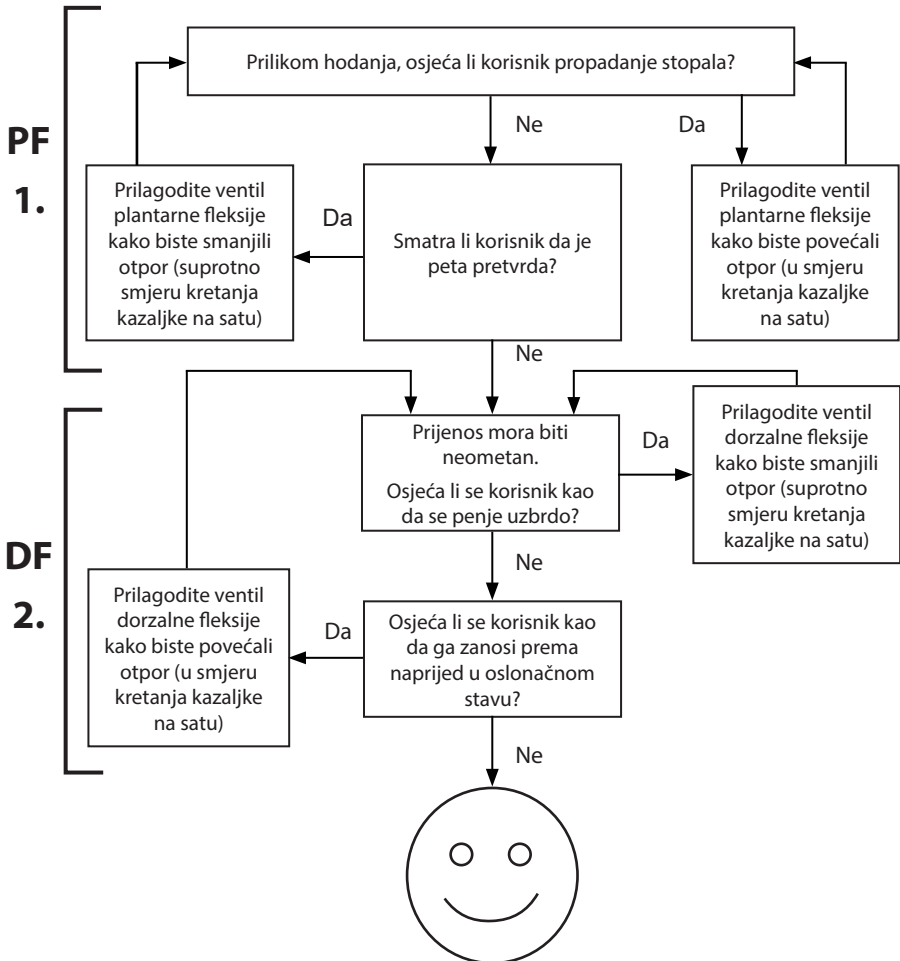 PF
1.
Prilikom hodanja, osjeća li korisnik propadanje stopala?
Ne
Da
Prilagodite ventil
plantarne fleksije
kako biste smanjili
otpor (suprotno
smjeru kretanja
kazaljke na satu)
Da
Smatra li korisnik da je
peta pretvrda?
Prilagodite ventil
plantarne fleksije
kako biste povećali
otpor (u smjeru
kretanja kazaljke
na satu)
Ne
DF
2.
Prijenos mora biti
neometan.
Osjeća li se korisnik kao
da se penje uzbrdo?
Da
Prilagodite ventil
dorzalne fleksije
kako biste smanjili
otpor (suprotno
smjeru kretanja
kazaljke na satu)
Ne
Prilagodite ventil
dorzalne fleksije
kako biste povećali
otpor (u smjeru
kretanja kazaljke
na satu)
Da
Osjeća li se korisnik kao
da ga zanosi prema
naprijed u oslonačnom
stavu?
Ne